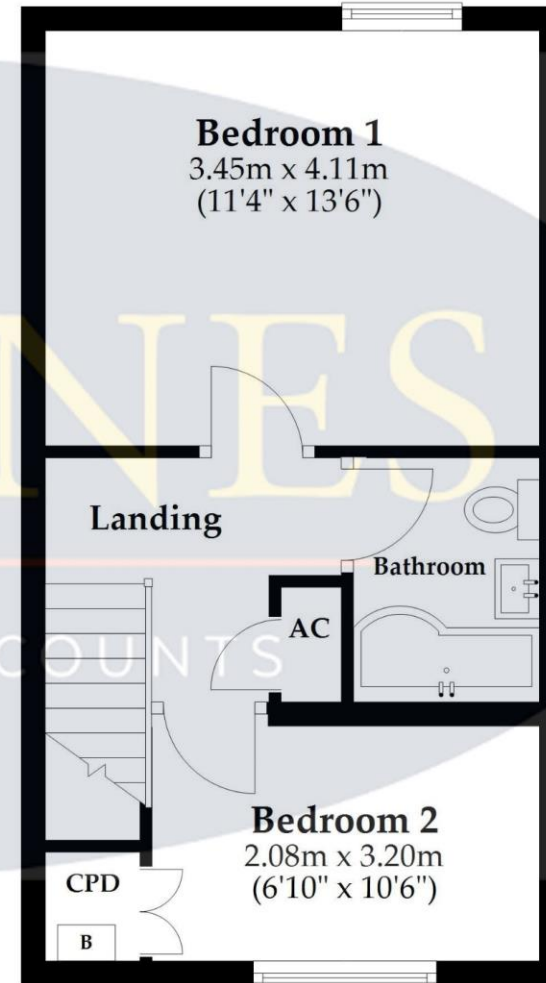 Bedroom 1
3.45m x 4.11m
(11'4" x 13'6")
NES
Landing
Bathroom
AC
COUNTS
Bedroom 2
2.08m x 3.20m
(6'10" x 10'6")
CPD
B